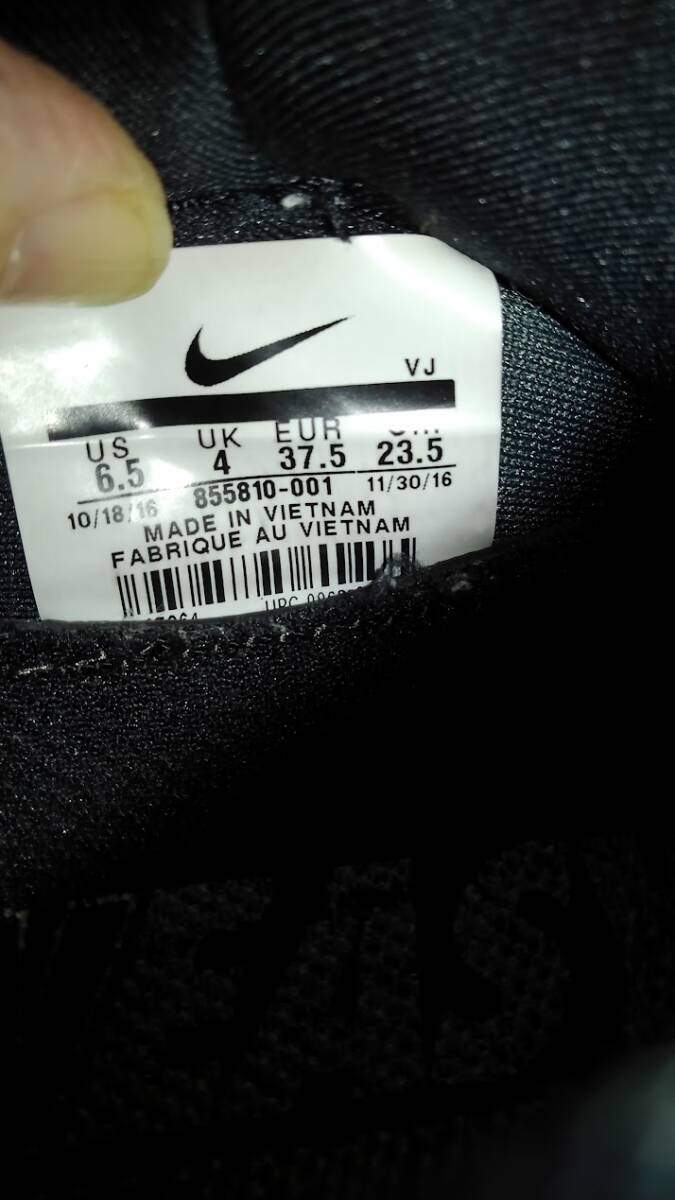 VJ
US UK EUR
6.5 4 37.5 23.5
10/18/16 855810-001 11/30/16
MADE IN VIETNAM
FABRIQUE AU VIETNAM
UPC